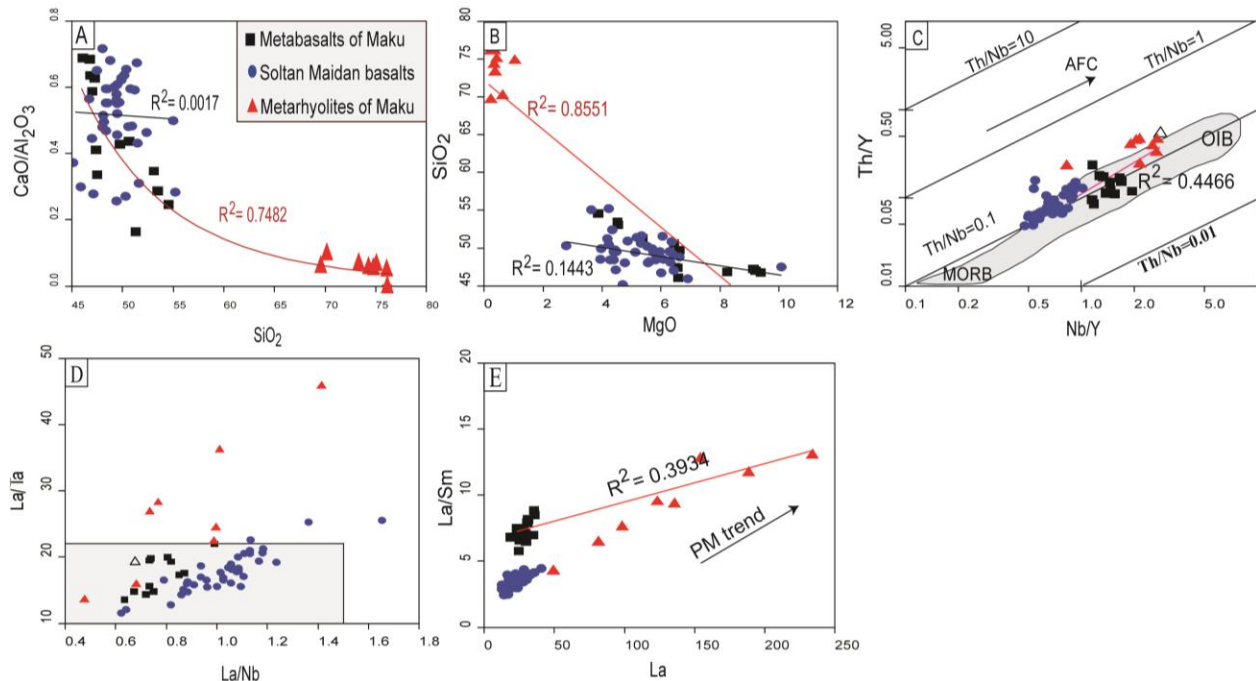 A
0.8
0.6
0.4
0.2
0.0
CaO/Al2O3
45
50
55
60
65
70
75
80
SiO2
R2= 0.0017
R2= 0.7482
Metabasalts of Maku
Soltan Maidan basalts
Metarhyolites of Maku
B
80
75
70
65
60
55
50
45
SiO2
0
2
4
6
8
10
12
MgO
R2= 0.8551
R2= 0.1443
C
5.00
0.50
0.05
0.01
Th/Y
0.1
0.2
0.5
1.0
2.0
5.0
Nb/Y
Th/Nb=10
Th/Nb=1
AFC
OIB
R2= 0.4466
Th/Nb=0.1
MORB
Th/Nb=0.01
D
50
40
30
20
10
La/Ta
0.4
0.6
0.8
1.0
1.2
1.4
1.6
1.8
La/Nb
E
20
15
10
5
0
La/Sm
0
50
100
150
200
250
La
R2= 0.3934
PM trend